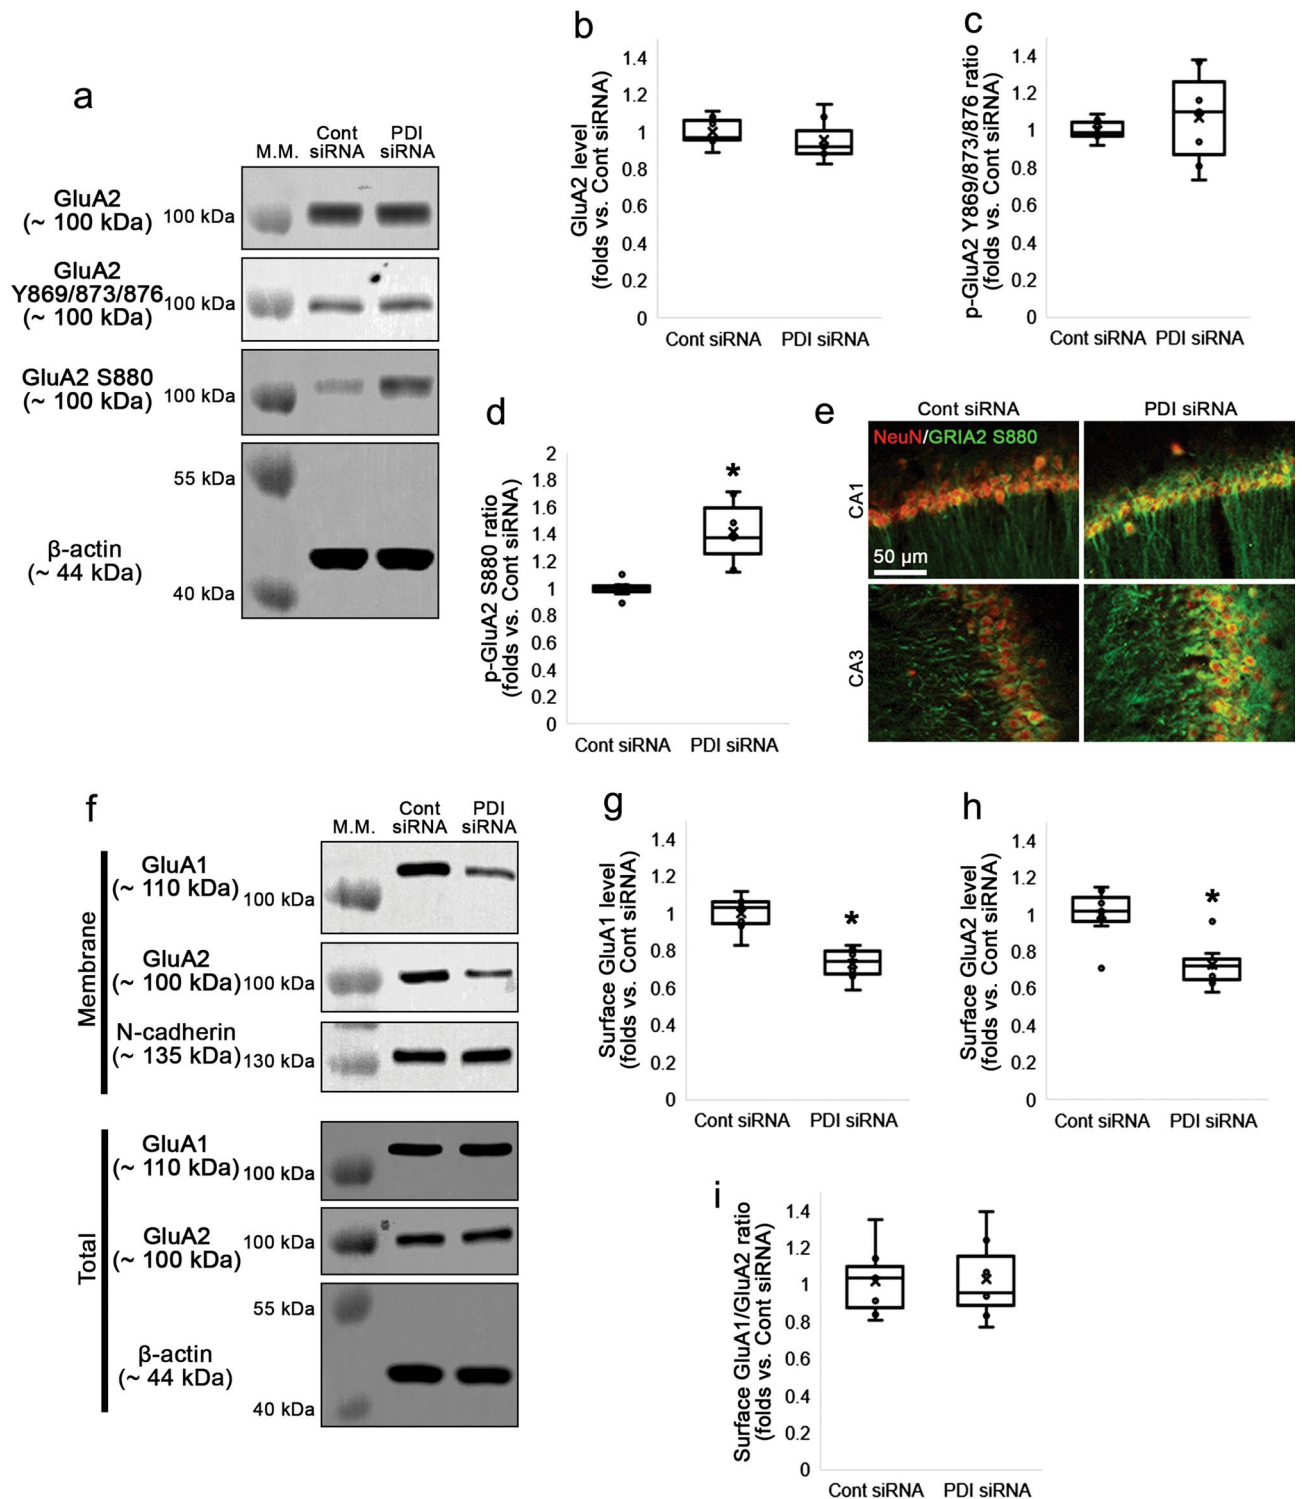 a
Cont PDI
M.M. siRNA siRNA
GluA2
(~ 100 kDa) 100 kDa
GluA2
Y869/873/876 100 kDa
(~ 100 kDa)
GluA2 S880
(~ 100 kDa) 100 kDa
55 kDa
β-actin
(~ 44 kDa)
40 kDa
b
GluA2 level
(folds vs. Cont siRNA)
1.4
1.2
1
0.8
0.6
0.4
0.2
0
Cont siRNA PDI siRNA
c
p-GluA2 Y869/873/876 ratio
(folds vs. Cont siRNA)
1.4
1.2
1
0.8
0.6
0.4
0.2
0
Cont siRNA PDI siRNA
d
p-GluA2 S880 ratio
(folds vs. Cont siRNA)
2
1.8
1.6
1.4
1.2
1
0.8
0.6
0.4
0.2
0
*
Cont siRNA PDI siRNA
e
Cont siRNA PDI siRNA
NeuN/GRIA2 S880
CA1
50 μm
CA3
f
Cont PDI
M.M. siRNA siRNA
Membrane
GluA1
(~ 110 kDa) 100 kDa
GluA2
(~ 100 kDa) 100 kDa
N-cadherin
(~ 135 kDa) 130 kDa
Total
GluA1
(~ 110 kDa) 100 kDa
GluA2
(~ 100 kDa) 100 kDa
55 kDa
β-actin
(~ 44 kDa)
40 kDa
g
Surface GluA1 level
(folds vs. Cont siRNA)
1.4
1.2
1
0.8
0.6
0.4
0.2
0
*
Cont siRNA PDI siRNA
h
Surface GluA2 level
(folds vs. Cont siRNA)
1.4
1.2
1
0.8
0.6
0.4
0.2
0
*
Cont siRNA PDI siRNA
i
Surface GluA1/GluA2 ratio
(folds vs. Cont siRNA)
1.4
1.2
1
0.8
0.6
0.4
0.2
0
Cont siRNA PDI siRNA